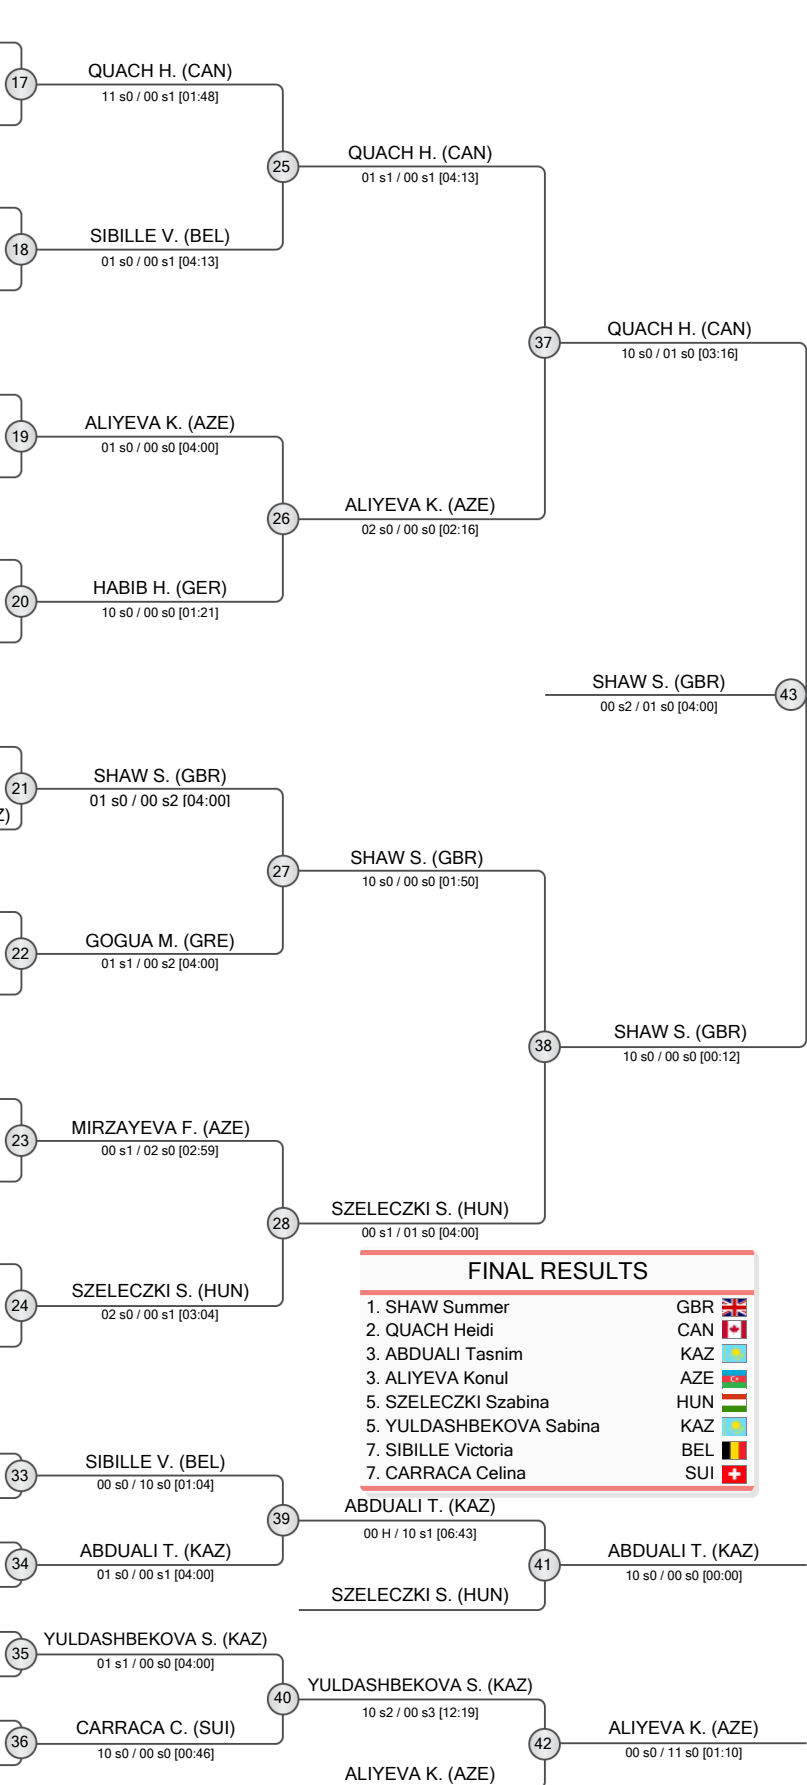 17
QUACH H. (CAN)
11 s0 / 00 s1 [01:48]
25
QUACH H. (CAN)
01 s1 / 00 s1 [04:13]
18
SIBILLE V. (BEL)
01 s0 / 00 s1 [04:13]
37
QUACH H. (CAN)
10 s0 / 01 s0 [03:16]
19
ALIYEVA K. (AZE)
01 s0 / 00 s0 [04:00]
26
ALIYEVA K. (AZE)
02 s0 / 00 s0 [02:16]
20
HABIB H. (GER)
10 s0 / 00 s0 [01:21]
SHAW S. (GBR)
00 s2 / 01 s0 [04:00]
43
21
Z)
SHAW S. (GBR)
01 s0 / 00 s2 [04:00]
27
SHAW S. (GBR)
10 s0 / 00 s0 [01:50]
22
GOGUA M. (GRE)
01 s1 / 00 s2 [04:00]
38
SHAW S. (GBR)
10 s0 / 00 s0 [00:12]
23
MIRZAYEVA F. (AZE)
00 s1 / 02 s0 [02:59]
28
SZELECZKI S. (HUN)
00 s1 / 01 s0 [04:00]
24
SZELECZKI S. (HUN)
02 s0 / 00 s1 [03:04]
FINAL RESULTS
1. SHAW Summer GBR
2. QUACH Heidi CAN
3. ABDUALI Tasnim KAZ
3. ALIYEVA Konul AZE
5. SZELECZKI Szabina HUN
5. YULDASHBEKOVA Sabina KAZ
7. SIBILLE Victoria BEL
7. CARRACA Celina SUI
33
SIBILLE V. (BEL)
00 s0 / 10 s0 [01:04]
39
ABDUALI T. (KAZ)
00 H / 10 s1 [06:43]
34
ABDUALI T. (KAZ)
01 s0 / 00 s1 [04:00]
41
ABDUALI T. (KAZ)
10 s0 / 00 s0 [00:00]
SZELECZKI S. (HUN)
35
YULDASHBEKOVA S. (KAZ)
01 s1 / 00 s0 [04:00]
40
YULDASHBEKOVA S. (KAZ)
10 s2 / 00 s3 [12:19]
36
CARRACA C. (SUI)
10 s0 / 00 s0 [00:46]
42
ALIYEVA K. (AZE)
00 s0 / 11 s0 [01:10]
ALIYEVA K. (AZE)